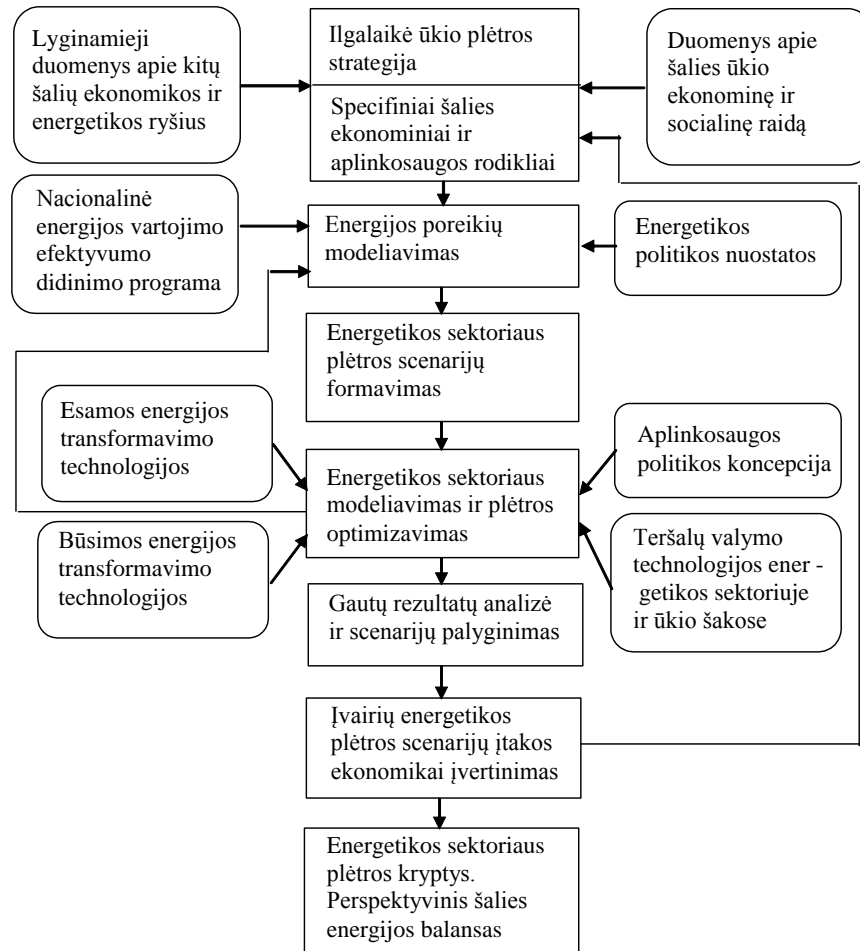 Lyginamieji
duomenys apie kitų
šalių ekonomikos ir
energetikos ryšius
Ilgalaikė ūkio plėtros
strategija
Specifiniai šalies
ekonominiai ir
aplinkosaugos rodikliai
Duomenys apie
šalies ūkio
ekonominę ir
socialinę raidą
Nacionalinė
energijos vartojimo
efektyvumo
didinimo programa
Energijos poreikių
modeliavimas
Energetikos
politikos nuostatos
Energetikos sektoriaus
plėtros scenarijų
formavimas
Esamos energijos
transformavimo
technologijos
Aplinkosaugos
politikos koncepcija
Energetikos sektoriaus
modeliavimas ir plėtros
optimizavimas
Būsimos energijos
transformavimo
technologijos
Teršalų valymo
technologijos ener -
getikos sektoriuje
ir ūkio šakose
Gautų rezultatų analizė
ir scenarijų palyginimas
Įvairių energetikos
plėtros scenarijų įtakos
ekonomikai įvertinimas
Energetikos sektoriaus
plėtros kryptys.
Perspektyvinis šalies
energijos balansas